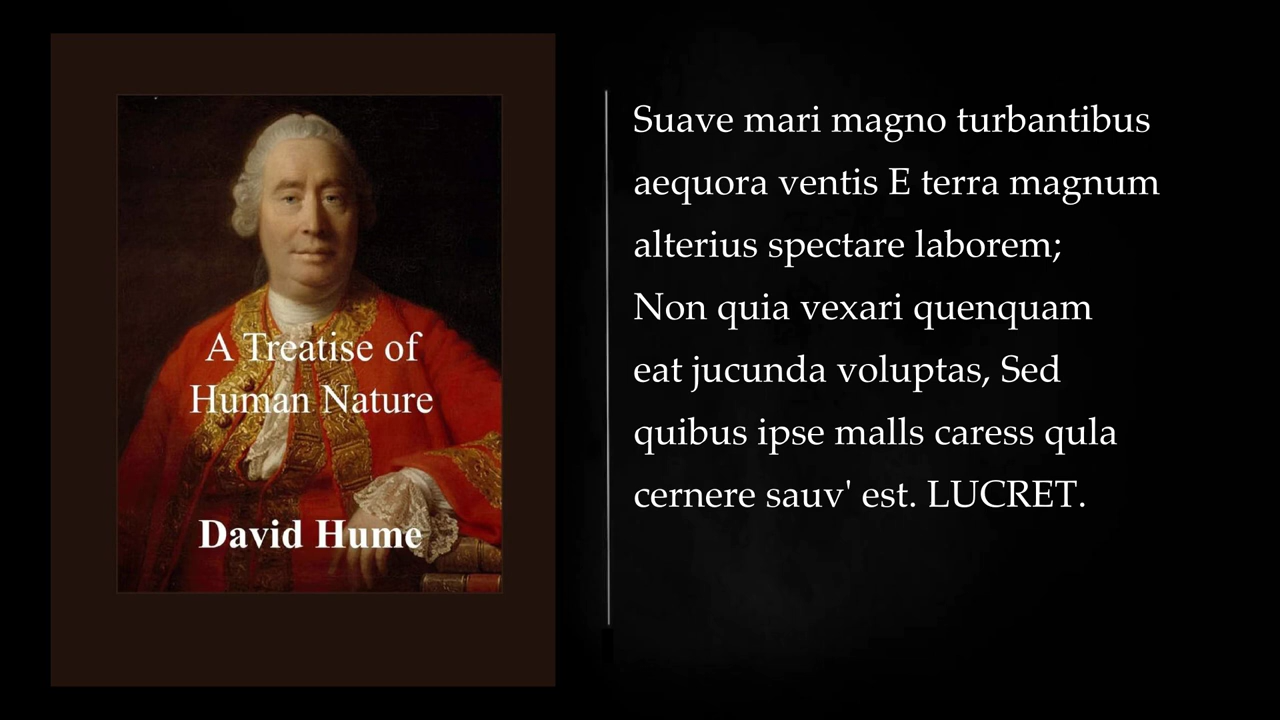 A Treatise of
Human Nature
David Hume
Suave mari magno turbantibus
aequora ventis E terra magnum
alterius spectare laborem;
Non quia vexari quenquam
eat jucunda voluptas, Sed
quibus ipse malls caress qula
cernere sauv' est. LUCRET.